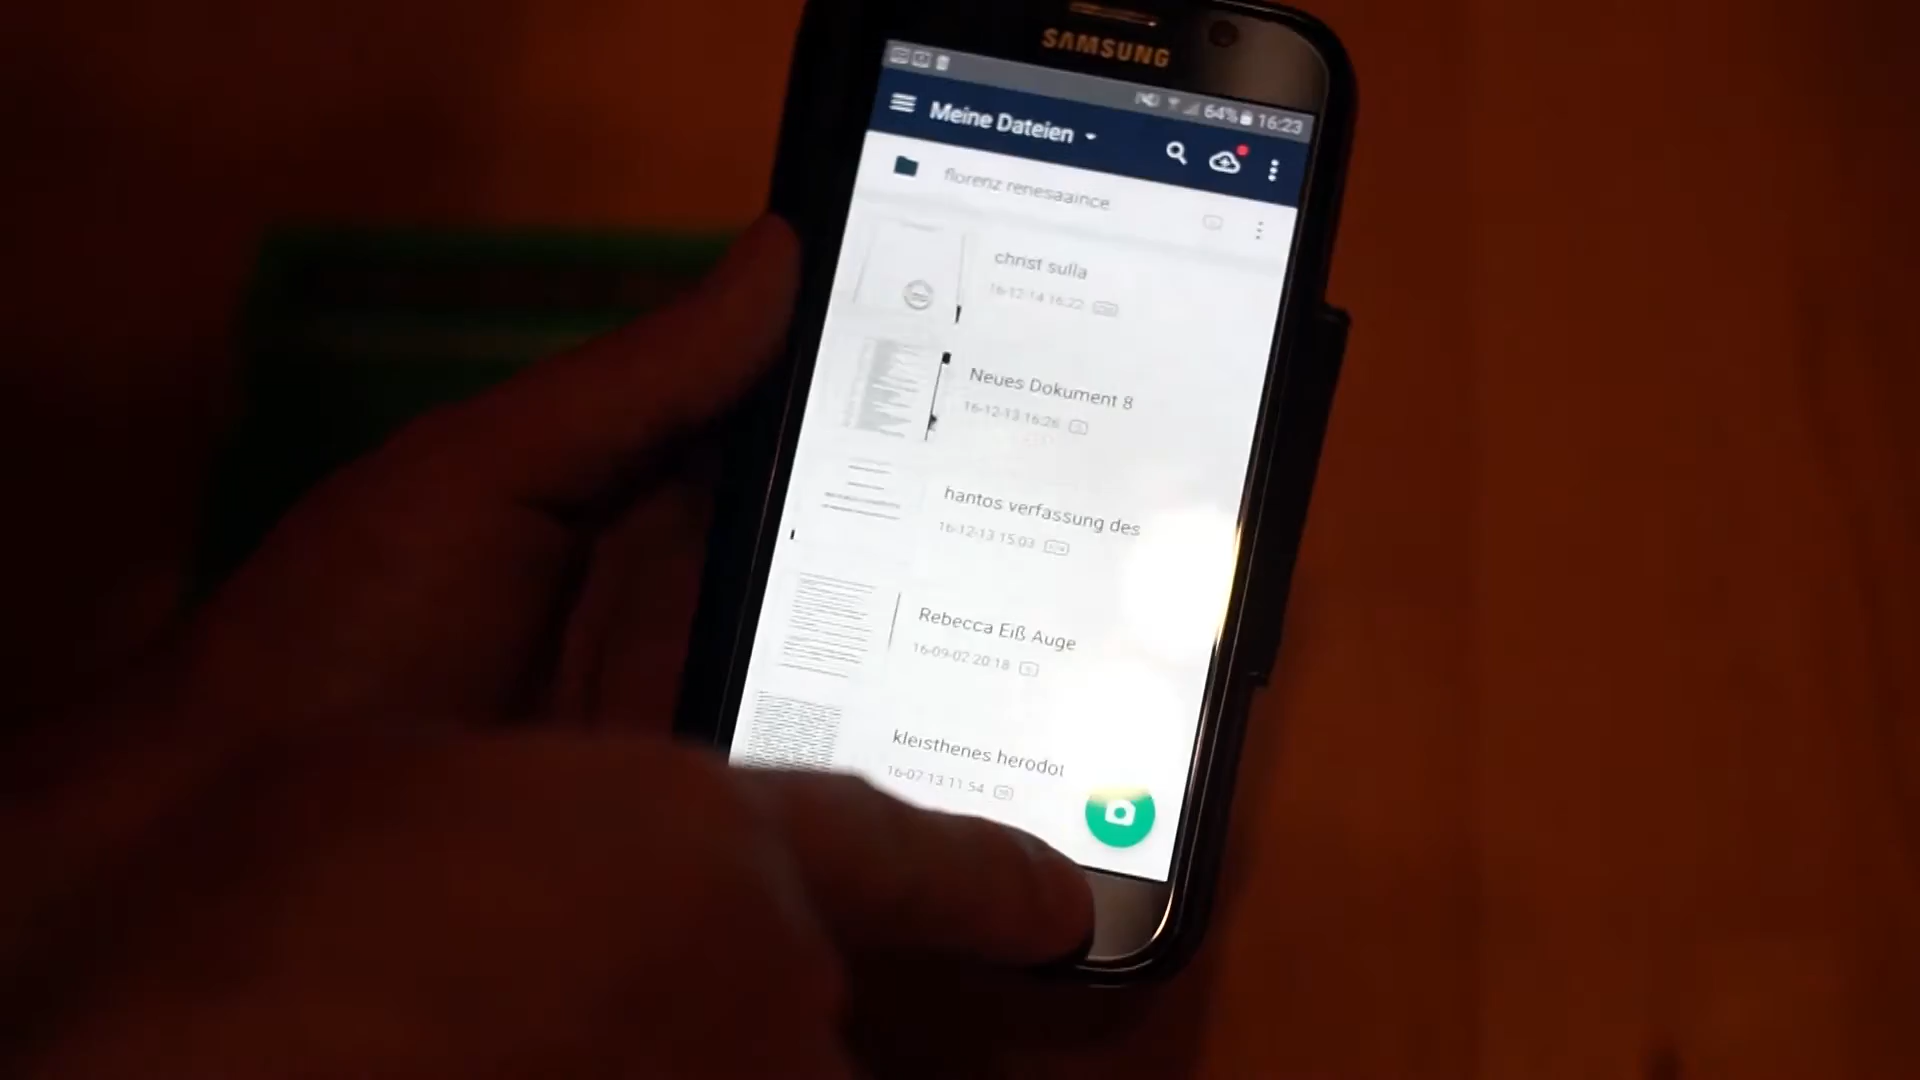 SAMSUNG
64% 16:23
Meine Dateien
florenz renesaaince
christ sulla
16-12-14 16:22
Neues Dokument 8
16-12-13 16:26
hantos verfassung des
16-12-13 15:03
Rebecca Eiß Auge
16-09-02 20:18
kleisthenes herodot
16-07-13 11:54